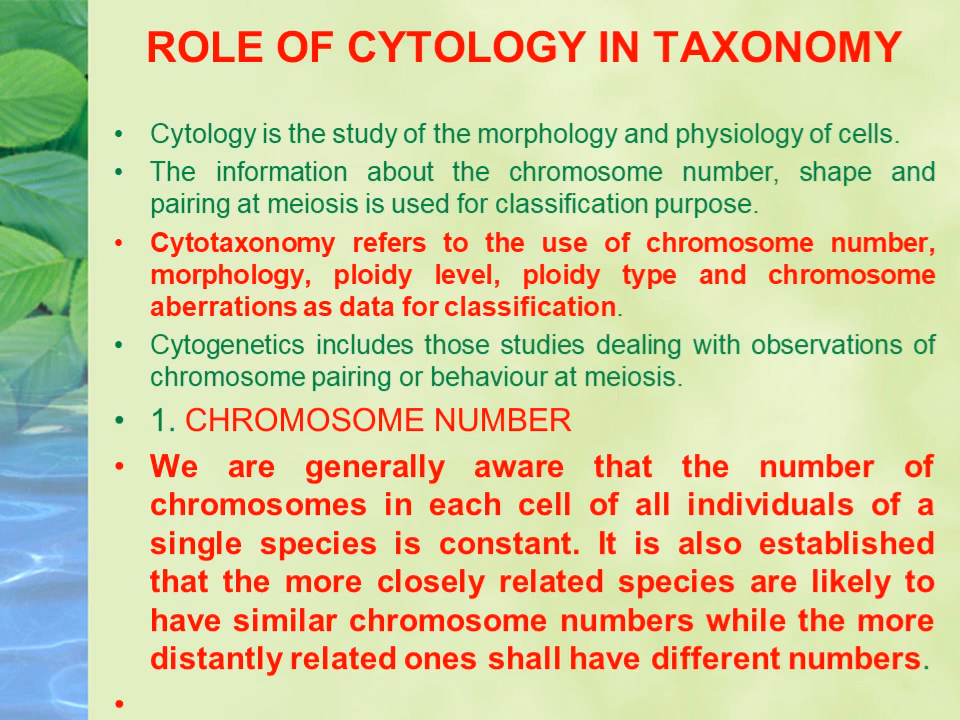 ROLE OF CYTOLOGY IN TAXONOMY
• Cytology is the study of the morphology and physiology of cells.
• The information about the chromosome number, shape and
pairing at meiosis is used for classification purpose.
• Cytotaxonomy refers to the use of chromosome number,
morphology, ploidy level, ploidy type and chromosome
aberrations as data for classification.
• Cytogenetics includes those studies dealing with observations of
chromosome pairing or behaviour at meiosis.
• 1. CHROMOSOME NUMBER
• We are generally aware that the number of
chromosomes in each cell of all individuals of a
single species is constant. It is also established
that the more closely related species are likely to
have similar chromosome numbers while the more
distantly related ones shall have different numbers.
•